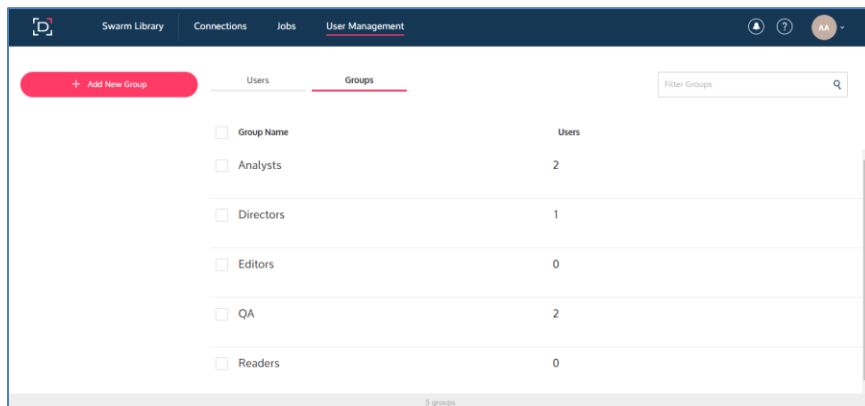 D Swarm Library Connections Jobs User Management ? AA
+ Add New Group Users Groups Filter Groups
Group Name Users
Analysts 2
Directors 1
Editors 0
QA 2
Readers 0
5 groups